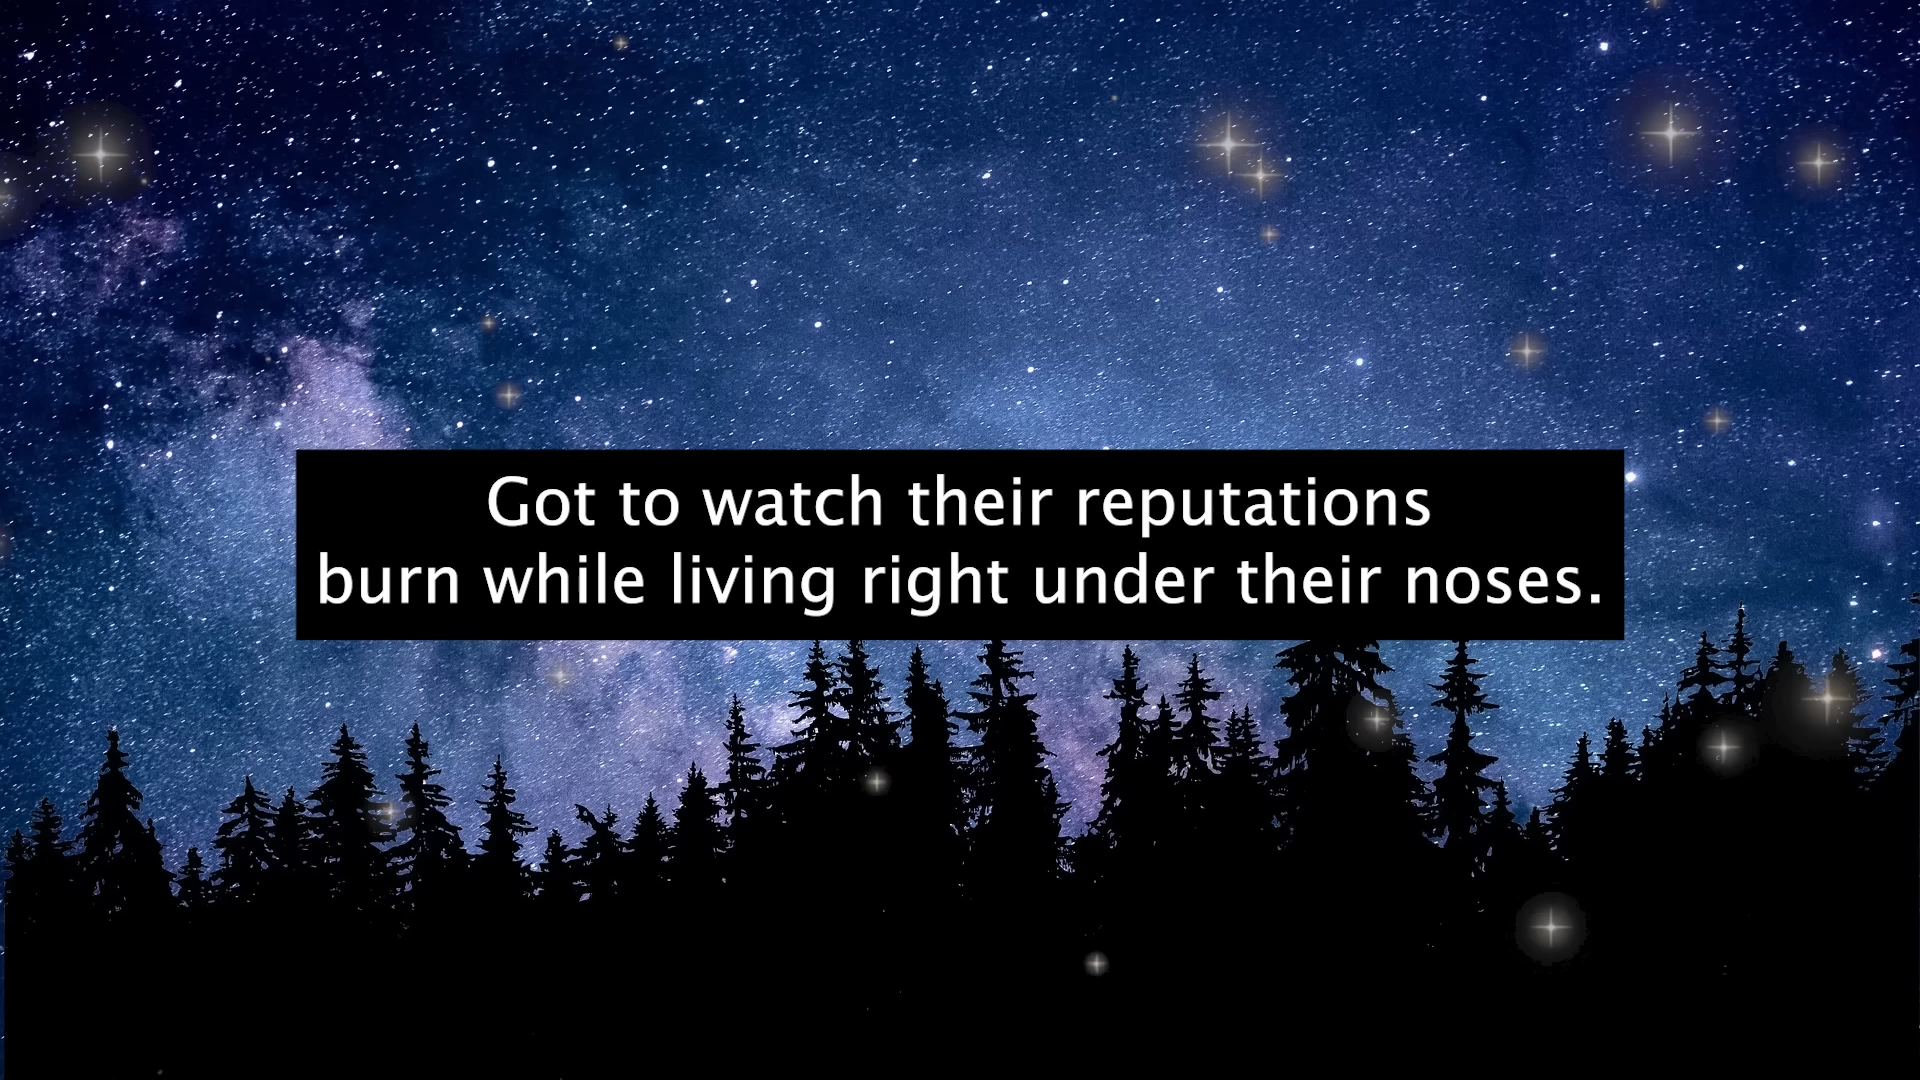 Got to watch their reputations
burn while living right under their noses.